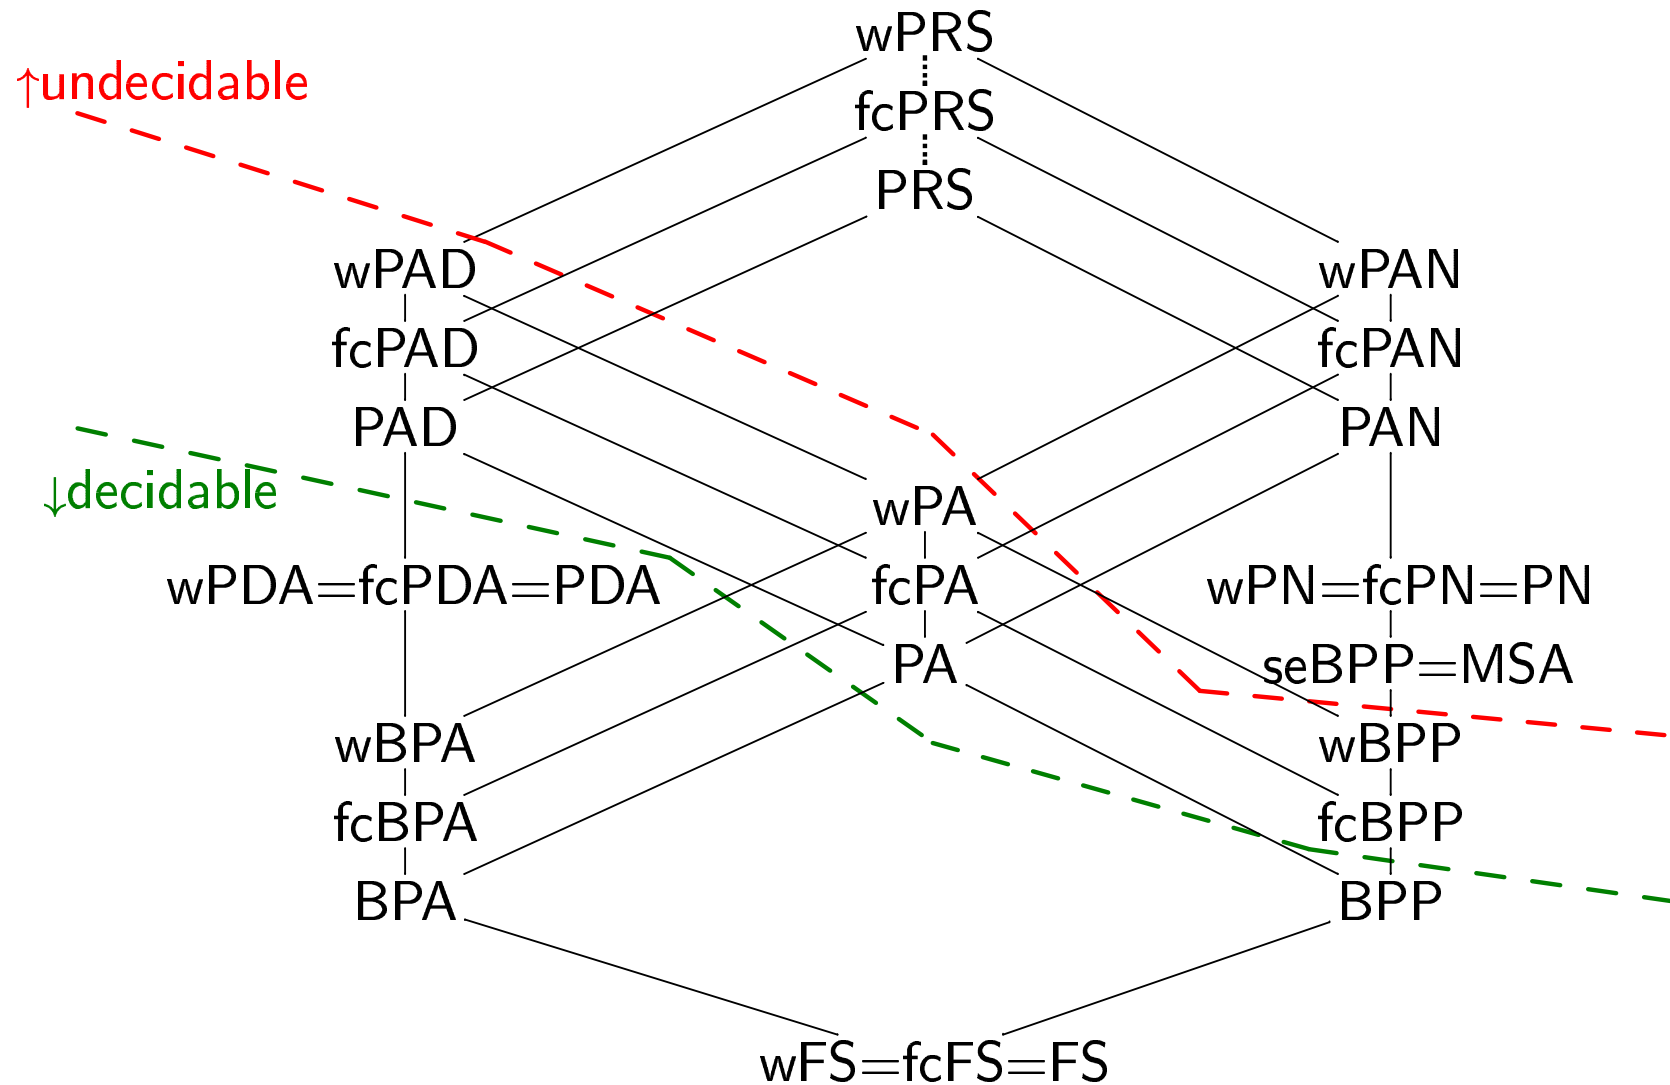 wPRS
↑undecidable
fcPRS
PRS
wPAD
wPAN
fcPAD
fcPAN
PAD
PAN
↓decidable
wPA
wPDA=fcPDA=PDA
fcPA
wPN=fcPN=PN
PA
seBPP=MSA
wBPA
wBPP
fcBPA
fcBPP
BPA
BPP
wFS=fcFS=FS